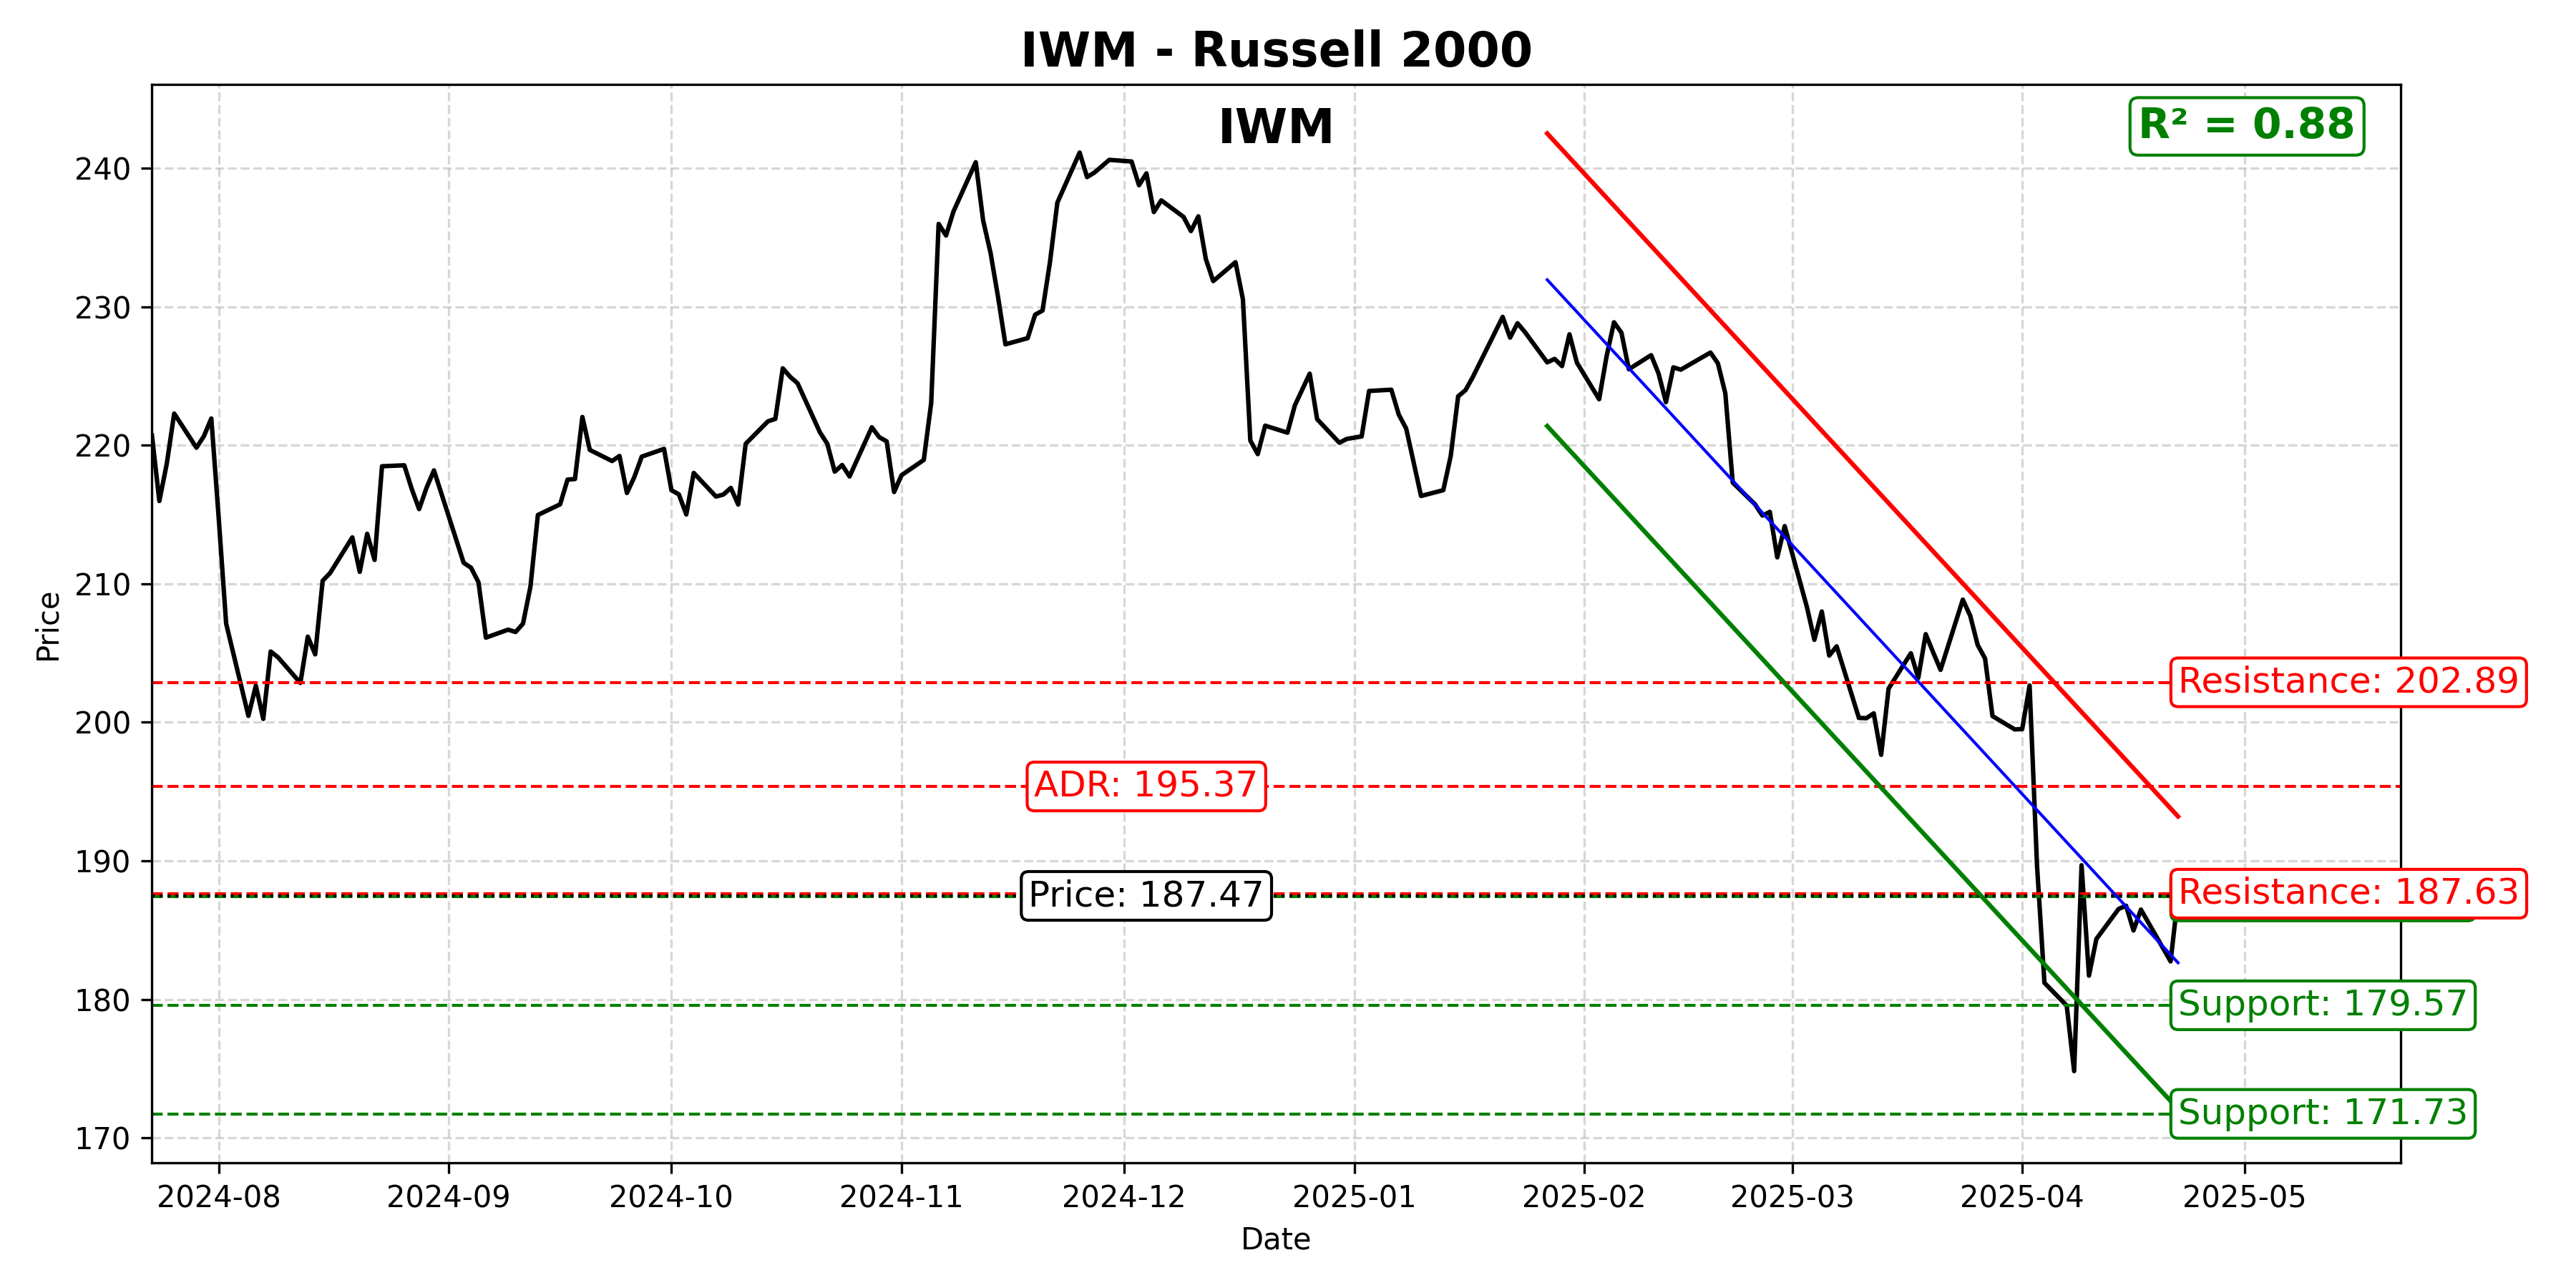 IWM - Russell 2000
IWM
R² = 0.88
Price
240
230
220
210
200
190
180
170
Resistance: 202.89
ADR: 195.37
Price: 187.47
Resistance: 187.63
Support: 179.57
Support: 171.73
2024-08
2024-09
2024-10
2024-11
2024-12
2025-01
2025-02
2025-03
2025-04
2025-05
Date